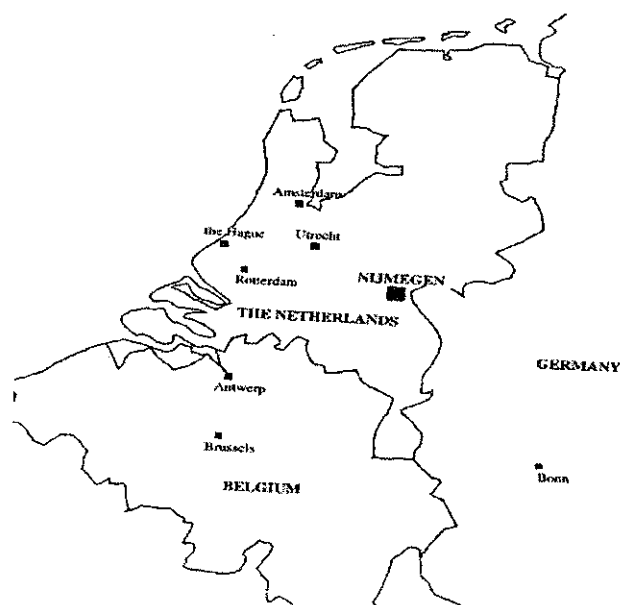 Amsterdam
the Hague
Utrecht
Rotterdam
NIJMEGEN
THE NETHERLANDS
GERMANY
Antwerp
Brussels
Bonn
BELGIUM